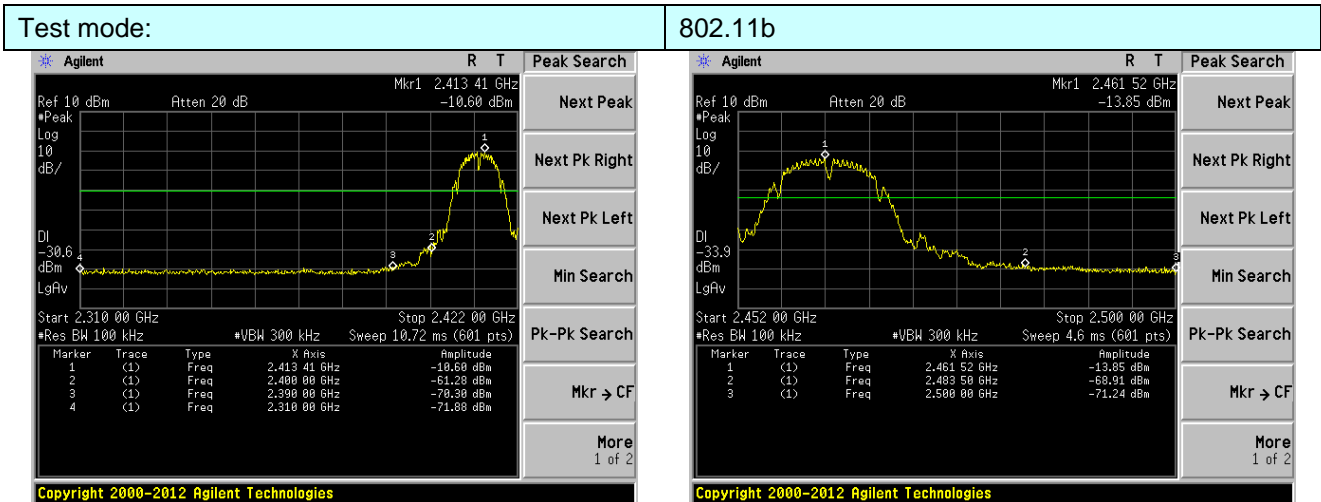 Test mode: 802.11b
Agilent R T Peak Search
Mkr1 2.413 41 GHz
Ref 10 dBm Atten 20 dB -10.60 dBm
#Peak
Log
10
dB/
DI
-30.6
dBm
LgAv
1
2
3
4
Start 2.310 00 GHz Stop 2.422 00 GHz
#Res BW 100 kHz #VBW 300 kHz Sweep 10.72 ms (601 pts)
Marker Trace Type X Axis Amplitude
1 (1) Freq 2.413 41 GHz -10.60 dBm
2 (1) Freq 2.400 00 GHz -61.28 dBm
3 (1) Freq 2.390 00 GHz -70.30 dBm
4 (1) Freq 2.310 00 GHz -71.88 dBm
Next Peak
Next Pk Right
Next Pk Left
Min Search
Pk-Pk Search
Mkr → CF
More
1 of 2
Copyright 2000-2012 Agilent Technologies
Agilent R T Peak Search
Mkr1 2.461 52 GHz
Ref 10 dBm Atten 20 dB -13.85 dBm
#Peak
Log
10
dB/
DI
-33.9
dBm
LgAv
1
2
3
Start 2.452 00 GHz Stop 2.500 00 GHz
#Res BW 100 kHz #VBW 300 kHz Sweep 4.6 ms (601 pts)
Marker Trace Type X Axis Amplitude
1 (1) Freq 2.461 52 GHz -13.85 dBm
2 (1) Freq 2.483 50 GHz -68.91 dBm
3 (1) Freq 2.500 00 GHz -71.24 dBm
Next Peak
Next Pk Right
Next Pk Left
Min Search
Pk-Pk Search
Mkr → CF
More
1 of 2
Copyright 2000-2012 Agilent Technologies